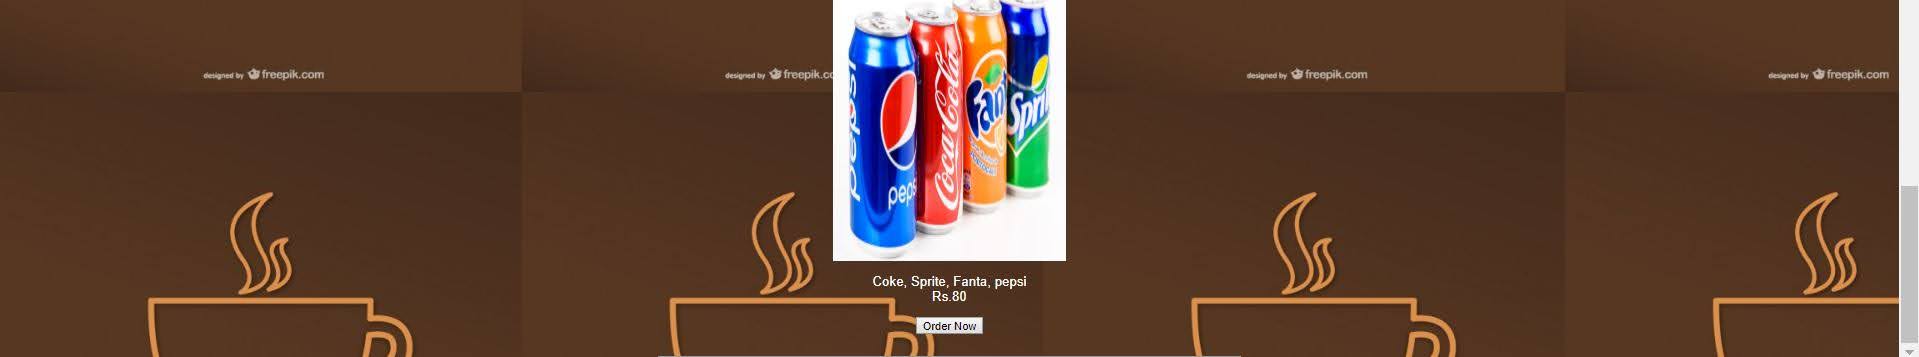 designed by freepik.com
designed by freepik.c
designed by freepik.com
designed by freepik.com
pepsi
pepsi
Coca-Cola
Fanta
Sprite
Coke, Sprite, Fanta, pepsi
Rs.80
Order Now